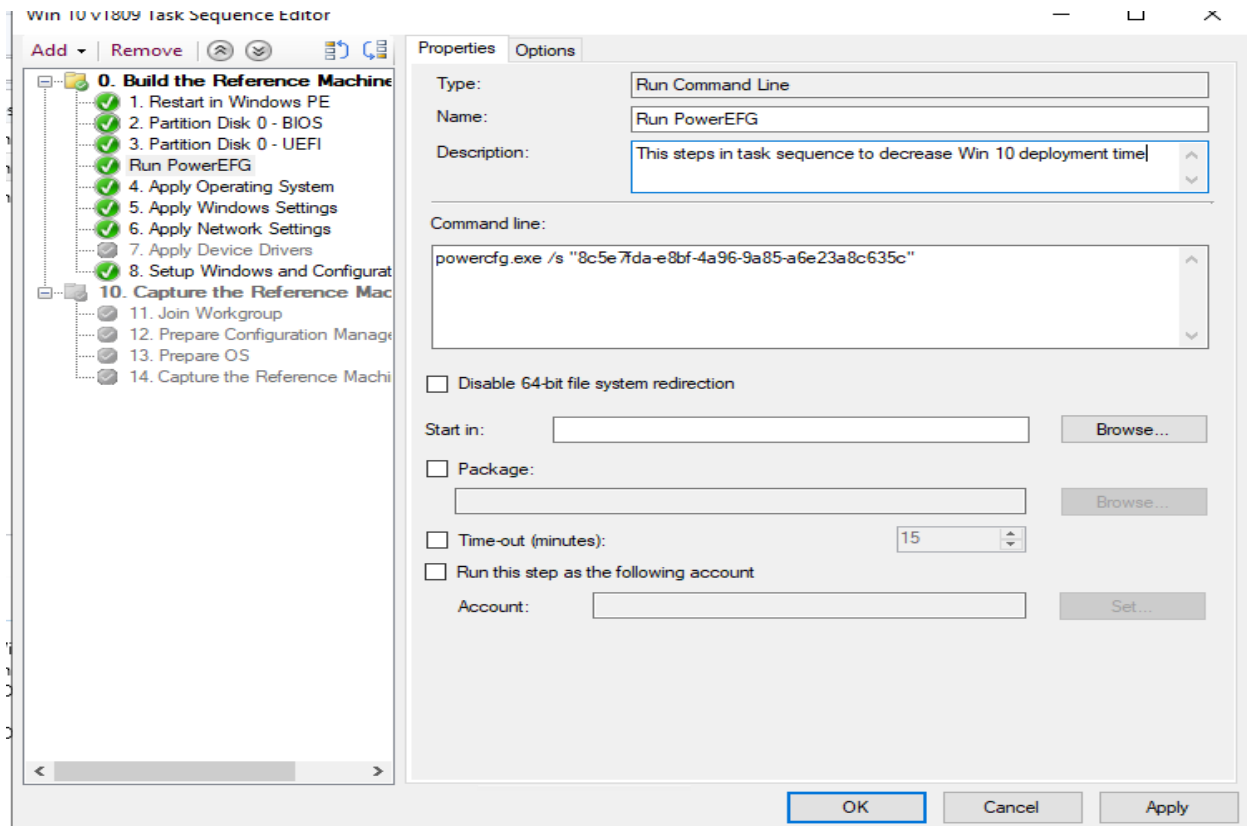 Win 10 v1809 Task Sequence Editor
Add Remove
0. Build the Reference Machine
1. Restart in Windows PE
2. Partition Disk 0 - BIOS
3. Partition Disk 0 - UEFI
Run PowerEFG
4. Apply Operating System
5. Apply Windows Settings
6. Apply Network Settings
7. Apply Device Drivers
8. Setup Windows and Configurat
10. Capture the Reference Mac
11. Join Workgroup
12. Prepare Configuration Manage
13. Prepare OS
14. Capture the Reference Machi
Properties Options
Type: Run Command Line
Name: Run PowerEFG
Description: This steps in task sequence to decrease Win 10 deployment time
Command line:
powercfg.exe /s "8c5e7fda-e8bf-4a96-9a85-a6e23a8c635c"
Disable 64-bit file system redirection
Start in: Browse...
Package:
Browse...
Time-out (minutes): 15
Run this step as the following account
Account: Set...
OK Cancel Apply